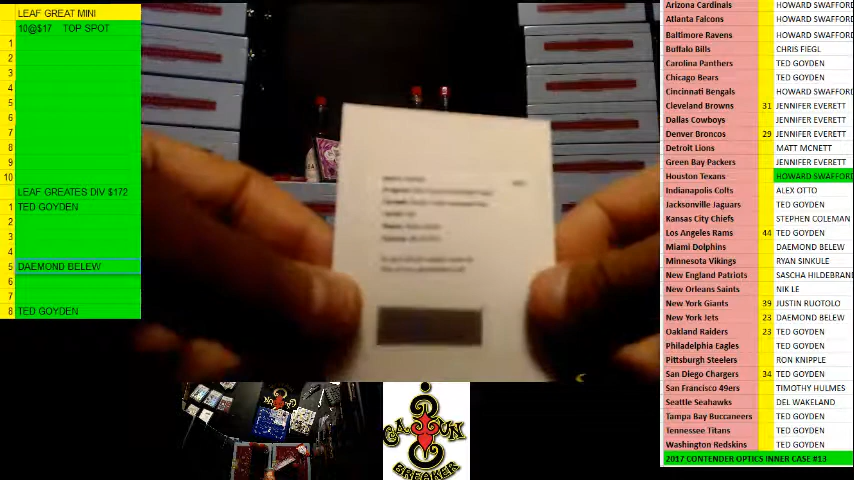 LEAF GREAT MINI
10@$17 TOP SPOT
1
2
3
4
5
6
7
8
9
10
LEAF GREATES DIV $172
1 TED GOYDEN
2
3
4
5 DAEMOND BELEW
6
7
8 TED GOYDEN
Arizona Cardinals HOWARD SWAFFORD
Atlanta Falcons HOWARD SWAFFORD
Baltimore Ravens HOWARD SWAFFORD
Buffalo Bills CHRIS FIEGL
Carolina Panthers TED GOYDEN
Chicago Bears TED GOYDEN
Cincinnati Bengals HOWARD SWAFFORD
Cleveland Browns 31 JENNIFER EVERETT
Dallas Cowboys JENNIFER EVERETT
Denver Broncos 29 JENNIFER EVERETT
Detroit Lions MATT MCNETT
Green Bay Packers JENNIFER EVERETT
Houston Texans HOWARD SWAFFORD
Indianapolis Colts ALEX OTTO
Jacksonville Jaguars TED GOYDEN
Kansas City Chiefs STEPHEN COLEMAN
Los Angeles Rams 44 TED GOYDEN
Miami Dolphins DAEMOND BELEW
Minnesota Vikings RYAN SINKULE
New England Patriots SASCHA HILDEBRAN
New Orleans Saints NIK LE
New York Giants 39 JUSTIN RUOTOLO
New York Jets 23 DAEMOND BELEW
Oakland Raiders 23 TED GOYDEN
Philadelphia Eagles TED GOYDEN
Pittsburgh Steelers RON KNIPPLE
San Diego Chargers 34 TED GOYDEN
San Francisco 49ers TIMOTHY HULMES
Seattle Seahawks DEL WAKELAND
Tampa Bay Buccaneers TED GOYDEN
Tennessee Titans TED GOYDEN
Washington Redskins TED GOYDEN
2017 CONTENDER OPTICS INNER CASE #13
CAJUN
BREAKER